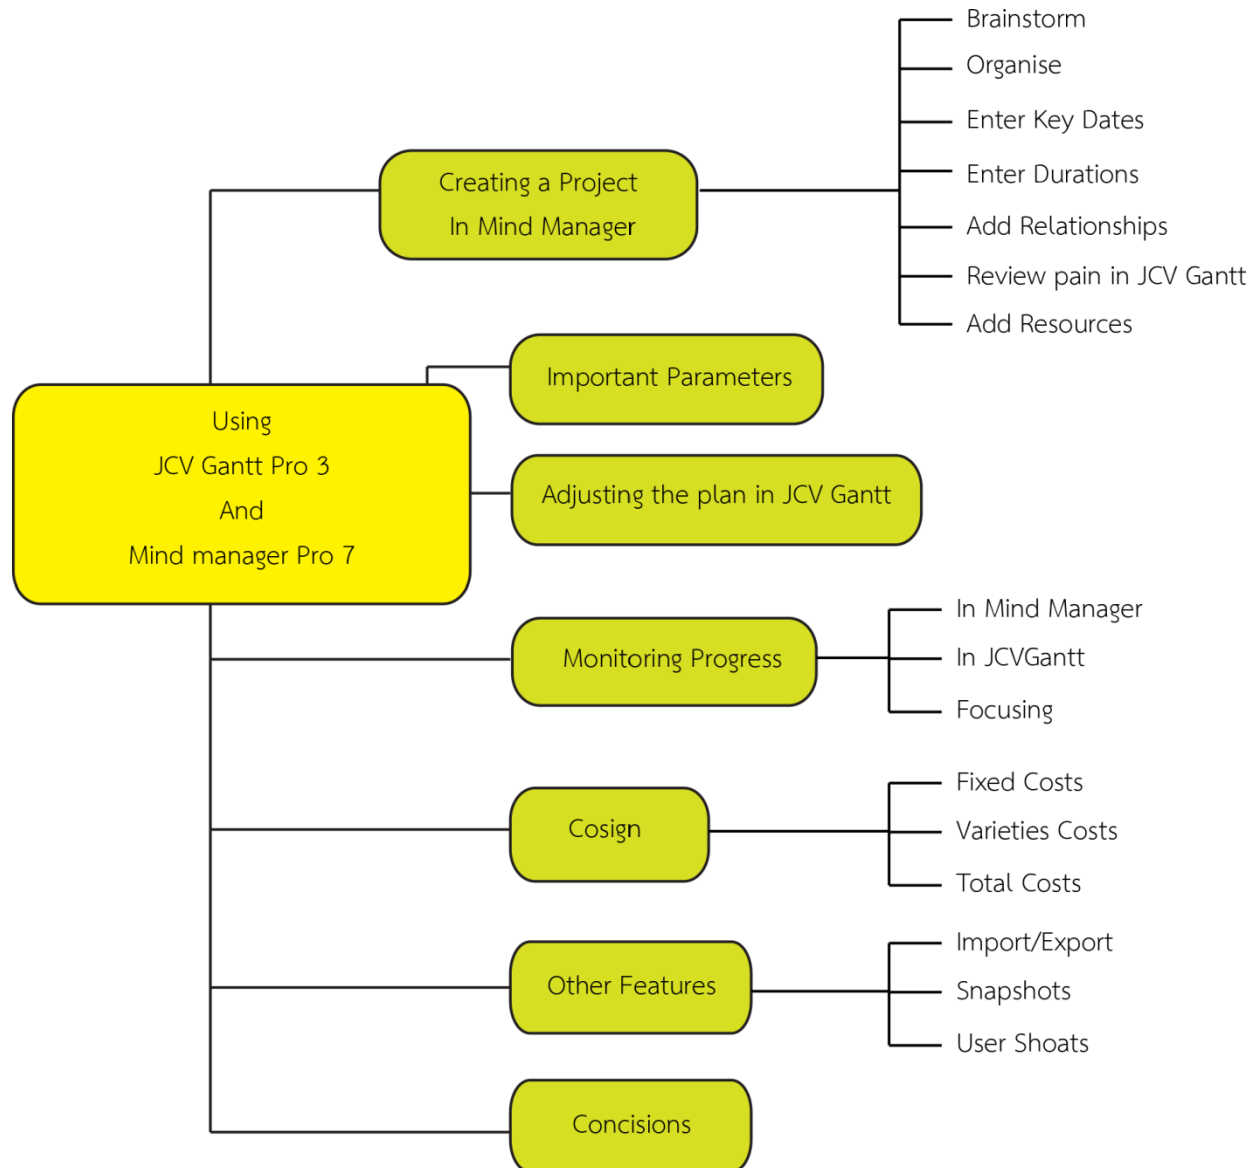 Using
JCV Gantt Pro 3
And
Mind manager Pro 7
Creating a Project
In Mind Manager
Brainstorm
Organise
Enter Key Dates
Enter Durations
Add Relationships
Review pain in JCV Gantt
Add Resources
Important Parameters
Adjusting the plan in JCV Gantt
Monitoring Progress
In Mind Manager
In JCVGantt
Focusing
Cosign
Fixed Costs
Varieties Costs
Total Costs
Other Features
Import/Export
Snapshots
User Shoats
Concisions